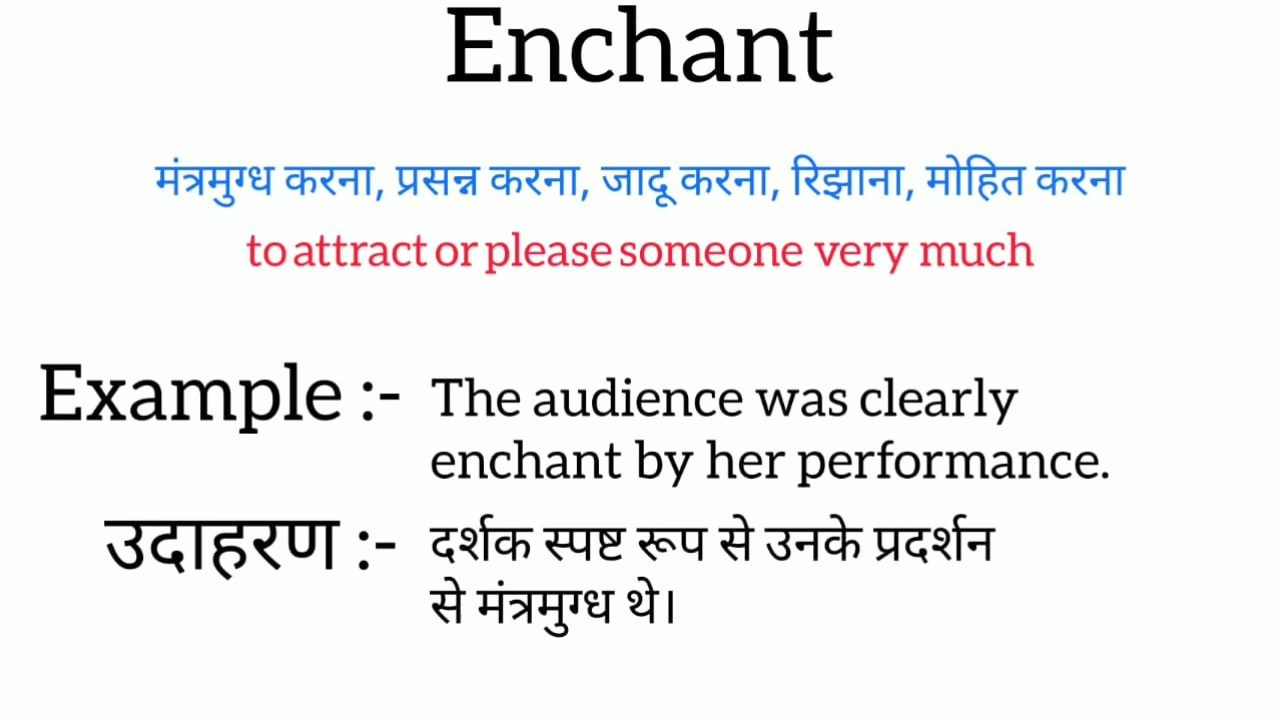 Enchant
मंत्रमुग्ध करना, प्रसन्न करना, जादू करना, रिझाना, मोहित करना
to attract or please someone very much
Example :- The audience was clearly
enchant by her performance.
उदाहरण :- दर्शक स्पष्ट रूप से उनके प्रदर्शन
से मंत्रमुग्ध थे।